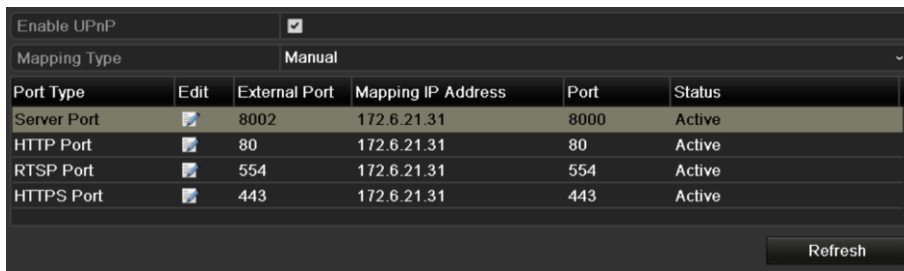 Enable UPnP
Mapping Type Manual
Port Type Edit External Port Mapping IP Address Port Status
Server Port 8002 172.6.21.31 8000 Active
HTTP Port 80 172.6.21.31 80 Active
RTSP Port 554 172.6.21.31 554 Active
HTTPS Port 443 172.6.21.31 443 Active
Refresh